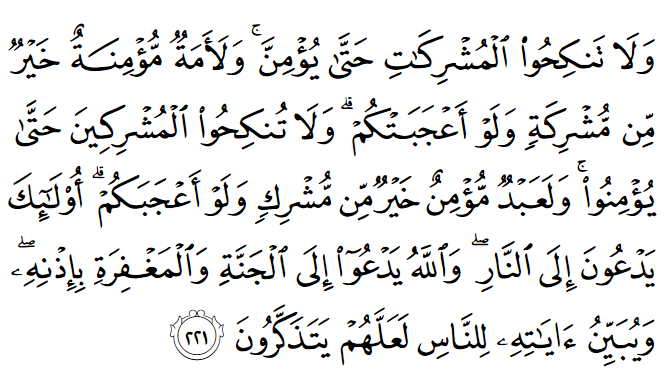 وَلَا تَنكِحُوا۟ ٱلْمُشْرِكَـٰتِ حَتَّىٰ يُؤْمِنَّ ۚ وَلَأَمَةٌۭ مُّؤْمِنَةٌ خَيْرٌۭ
مِّن مُّشْرِكَةٍۢ وَلَوْ أَعْجَبَتْكُمْ ۗ وَلَا تُنكِحُوا۟ ٱلْمُشْرِكِينَ حَتَّىٰ
يُؤْمِنُوا۟ ۚ وَلَعَبْدٌۭ مُّؤْمِنٌ خَيْرٌۭ مِّن مُّشْرِكٍۢ وَلَوْ أَعْجَبَكُمْ ۗ أُو۟لَـٰٓئِكَ
يَدْعُونَ إِلَى ٱلنَّارِ ۖ وَٱللَّهُ يَدْعُوٓا۟ إِلَى ٱلْجَنَّةِ وَٱلْمَغْفِرَةِ بِإِذْنِهِۦ ۖ
وَيُبَيِّنُ ءَايَـٰتِهِۦ لِلنَّاسِ لَعَلَّهُمْ يَتَذَكَّرُونَ ٢٢١